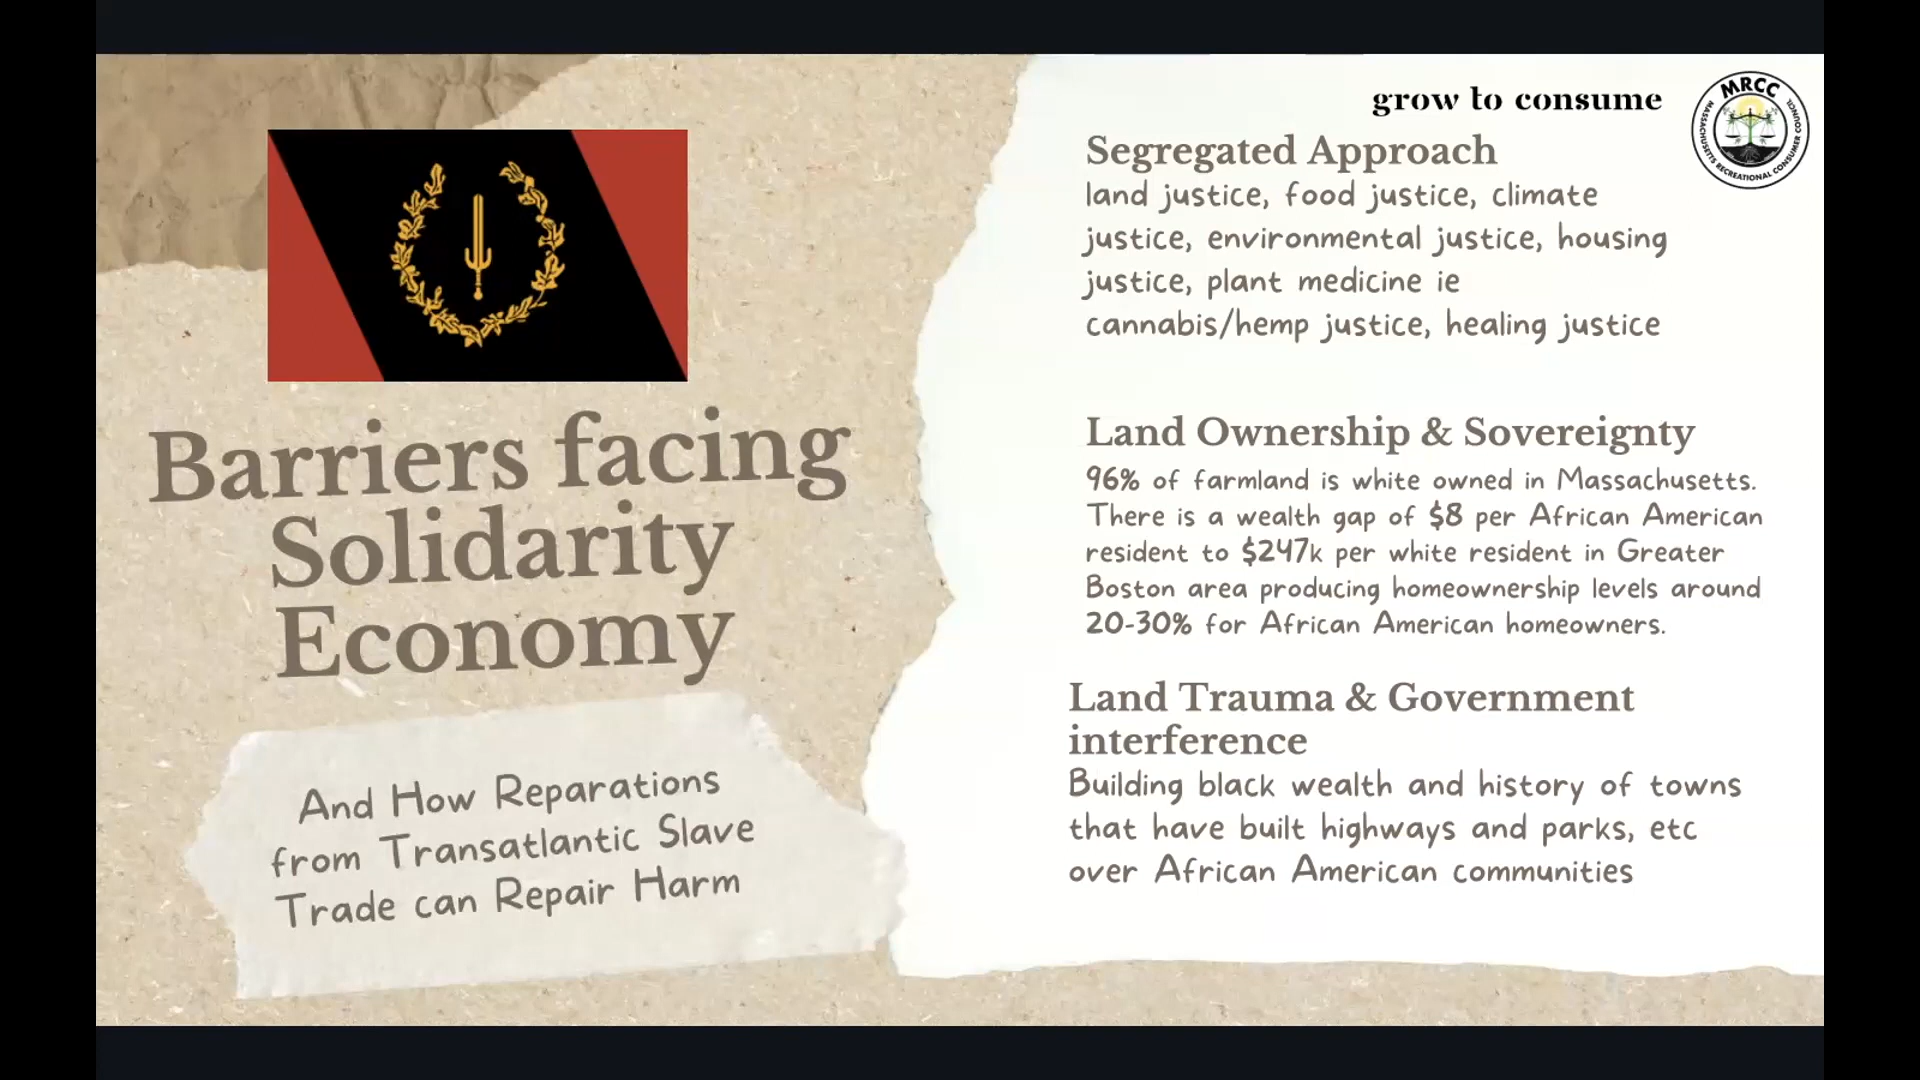 Barriers facing
Solidarity
Economy
And How Reparations
from Transatlantic Slave
Trade can Repair Harm
grow to consume
MRCC
MASSACHUSETTS RECREATIONAL CONSUMER COUNCIL
Segregated Approach
land justice, food justice, climate
justice, environmental justice, housing
justice, plant medicine ie
cannabis/hemp justice, healing justice
Land Ownership & Sovereignty
96% of farmland is white owned in Massachusetts.
There is a wealth gap of $8 per African American
resident to $247k per white resident in Greater
Boston area producing homeownership levels around
20-30% for African American homeowners.
Land Trauma & Government
interference
Building black wealth and history of towns
that have built highways and parks, etc
over African American communities